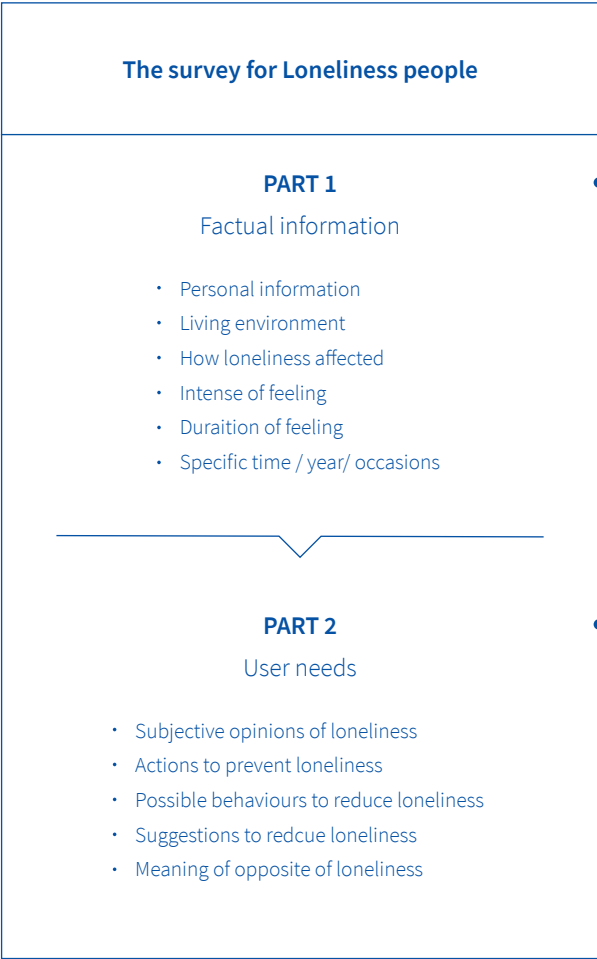 The survey for Loneliness people
PART 1
Factual information
• Personal information
• Living environment
• How loneliness affected
• Intense of feeling
• Duraition of feeling
• Specific time / year/ occasions
PART 2
User needs
• Subjective opinions of loneliness
• Actions to prevent loneliness
• Possible behaviours to reduce loneliness
• Suggestions to redcue loneliness
• Meaning of opposite of loneliness